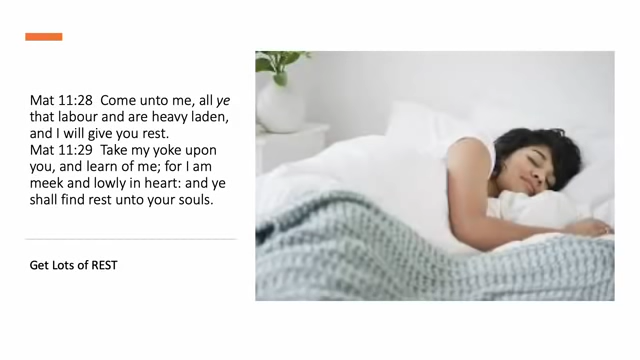 Mat 11:28 Come unto me, all ye
that labour and are heavy laden,
and I will give you rest.
Mat 11:29 Take my yoke upon
you, and learn of me; for I am
meek and lowly in heart: and ye
shall find rest unto your souls.
Get Lots of REST